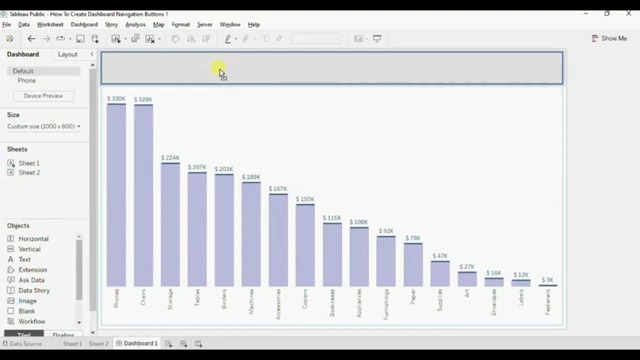 Tableau Public - How To Create Dashboard Navigation Buttons 1
File Data Worksheet Dashboard Story Analysis Map Format Server Window Help
Show Me
Dashboard Layout
Default
Phone
Device Preview
Size
Custom size (1000 x 600)
Sheets
Sheet 1
Sheet 2
Objects
Horizontal
Vertical
Text
Extension
Ask Data
Data Story
Image
Blank
Workflow
Tiled Floating
$ 330K
$ 328K
$ 224K
$ 207K
$ 203K
$ 189K
$ 167K
$ 150K
$ 115K
$ 108K
$ 92K
$ 79K
$ 47K
$ 27K
$ 16K
$ 12K
$ 3K
Phones
Chairs
Storage
Tables
Binders
Machines
Accessories
Copiers
Bookcases
Appliances
Furnishings
Paper
Supplies
Art
Envelopes
Labels
Fasteners
Data Source Sheet 1 Sheet 2 Dashboard 1